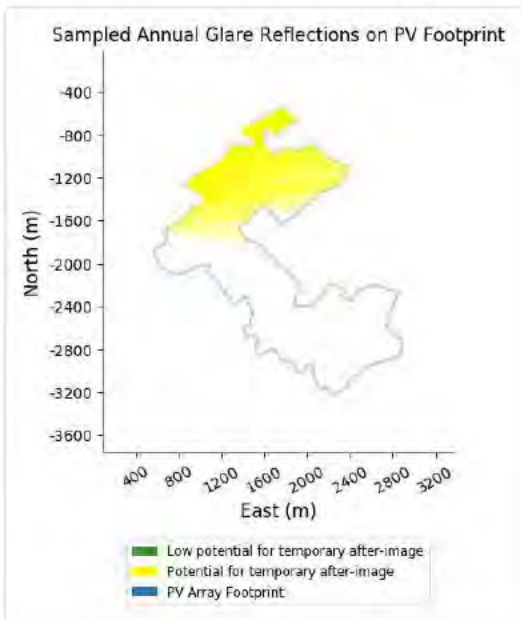 Sampled Annual Glare Reflections on PV Footprint
North (m)
-400
-800
-1200
-1600
-2000
-2400
-2800
-3200
-3600
400 800 1200 1600 2000 2400 2800 3200
East (m)
Low potential for temporary after-image
Potential for temporary after-image
PV Array Footprint